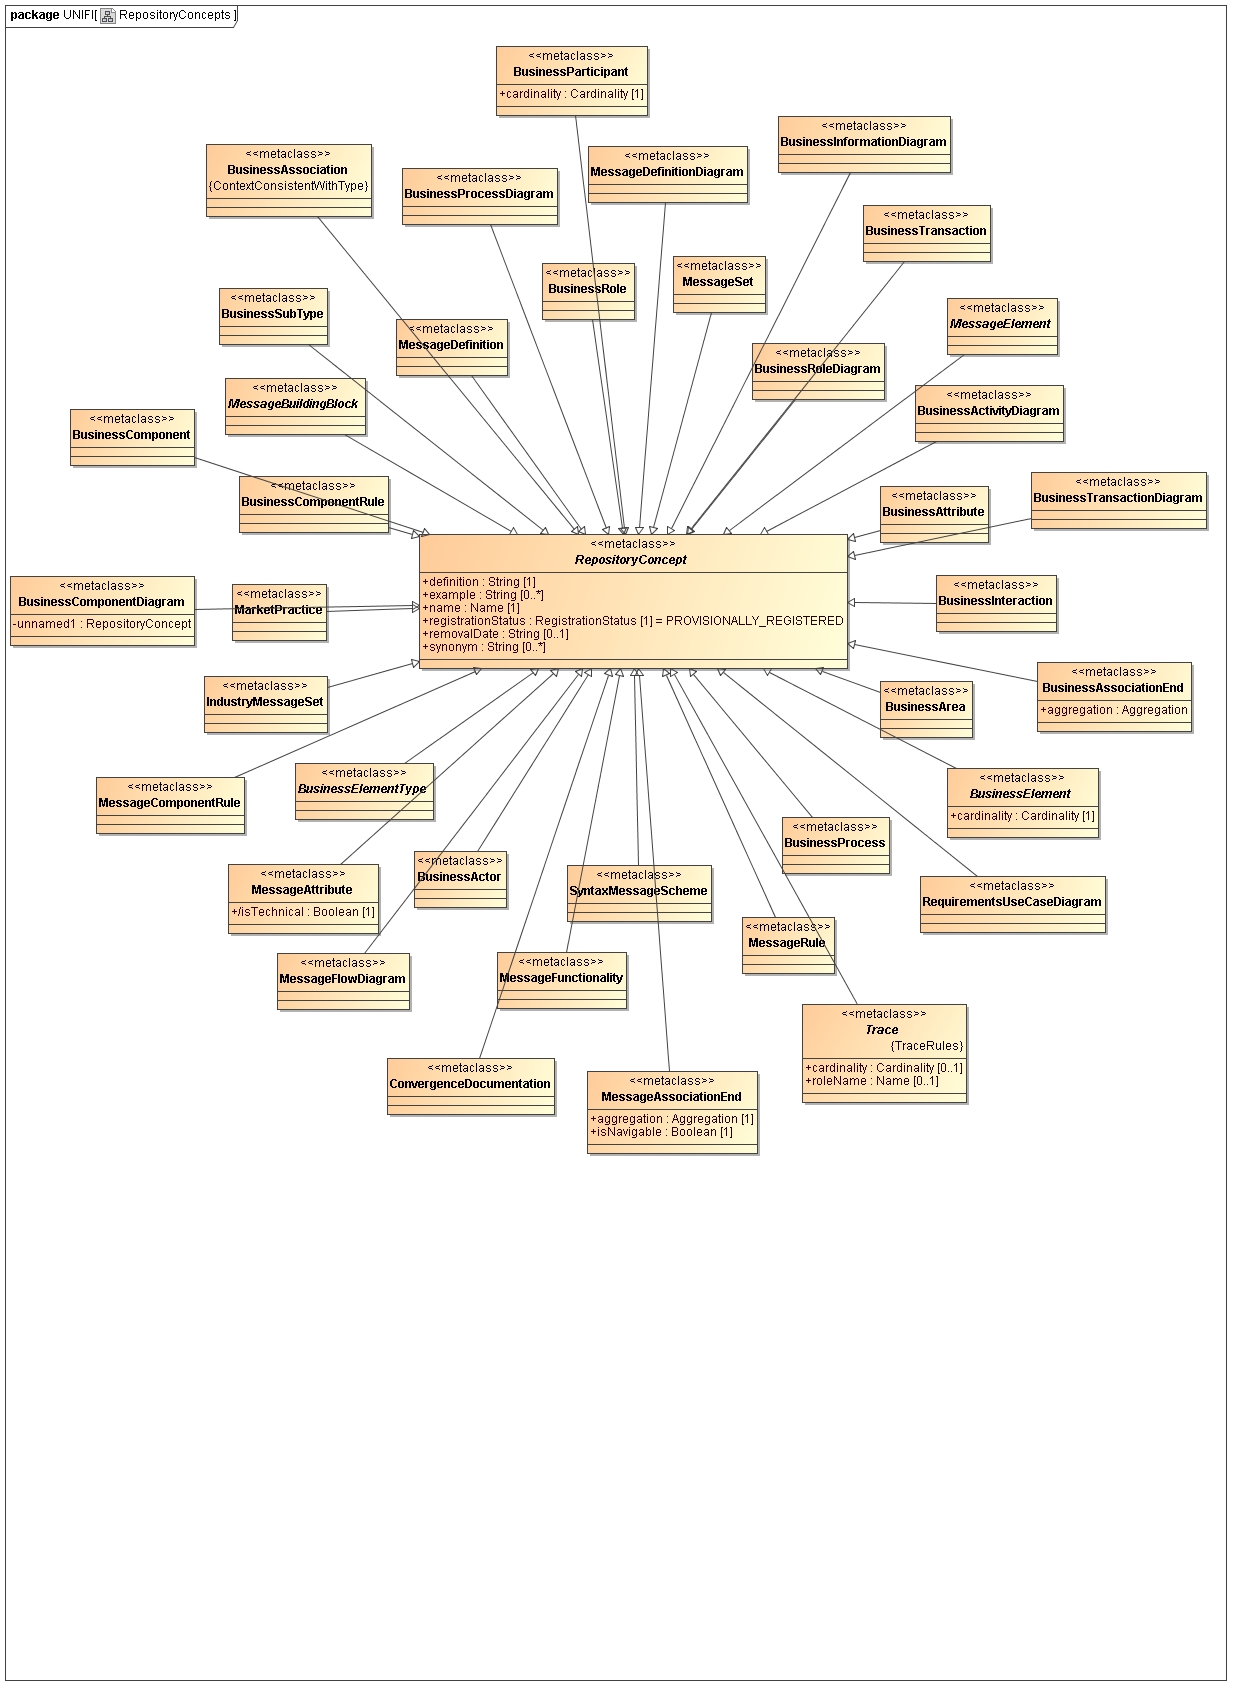 package UNIFI[ RepositoryConcepts ]
<<metaclass>>
BusinessParticipant
+cardinality : Cardinality [1]
<<metaclass>>
BusinessInformationDiagram
<<metaclass>>
BusinessAssociation
{ContextConsistentWithType}
<<metaclass>>
MessageDefinitionDiagram
<<metaclass>>
BusinessProcessDiagram
<<metaclass>>
BusinessTransaction
<<metaclass>>
BusinessRole
<<metaclass>>
MessageSet
<<metaclass>>
BusinessSubType
<<metaclass>>
MessageElement
<<metaclass>>
MessageDefinition
<<metaclass>>
BusinessRoleDiagram
<<metaclass>>
MessageBuildingBlock
<<metaclass>>
BusinessActivityDiagram
<<metaclass>>
BusinessComponent
<<metaclass>>
BusinessComponentRule
<<metaclass>>
BusinessTransactionDiagram
<<metaclass>>
BusinessAttribute
<<metaclass>>
RepositoryConcept
+definition : String [1]
+example : String [0..*]
+name : Name [1]
+registrationStatus : RegistrationStatus [1] = PROVISIONALLY_REGISTERED
+removalDate : String [0..1]
+synonym : String [0..*]
<<metaclass>>
BusinessComponentDiagram
-unnamed1 : RepositoryConcept
<<metaclass>>
MarketPractice
<<metaclass>>
BusinessInteraction
<<metaclass>>
BusinessAssociationEnd
+aggregation : Aggregation
<<metaclass>>
IndustryMessageSet
<<metaclass>>
BusinessArea
<<metaclass>>
BusinessElementType
<<metaclass>>
BusinessElement
+cardinality : Cardinality [1]
<<metaclass>>
MessageComponentRule
<<metaclass>>
BusinessProcess
<<metaclass>>
BusinessActor
<<metaclass>>
MessageAttribute
+/isTechnical : Boolean [1]
<<metaclass>>
SyntaxMessageScheme
<<metaclass>>
RequirementsUseCaseDiagram
<<metaclass>>
MessageRule
<<metaclass>>
MessageFlowDiagram
<<metaclass>>
MessageFunctionality
<<metaclass>>
Trace
{TraceRules}
+cardinality : Cardinality [0..1]
+roleName : Name [0..1]
<<metaclass>>
ConvergenceDocumentation
<<metaclass>>
MessageAssociationEnd
+aggregation : Aggregation [1]
+isNavigable : Boolean [1]